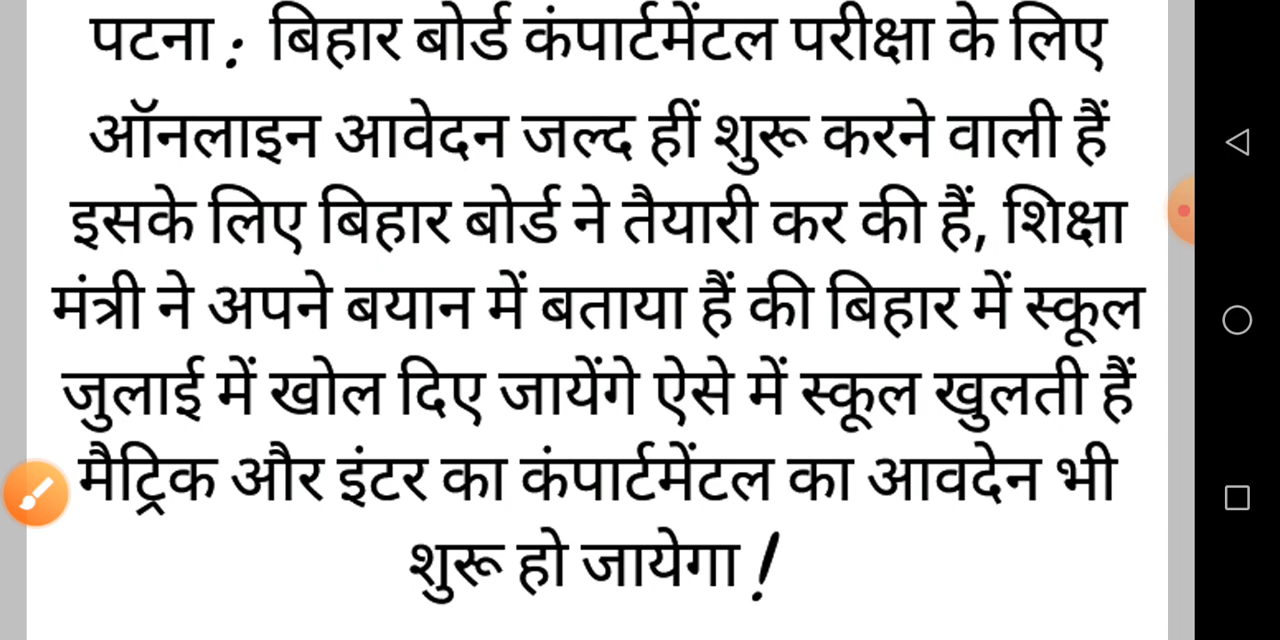 पटना : बिहार बोर्ड कंपार्टमेंटल परीक्षा के लिए
ऑनलाइन आवेदन जल्द हीं शुरू करने वाली हैं
इसके लिए बिहार बोर्ड ने तैयारी कर की हैं, शिक्षा
मंत्री ने अपने बयान में बताया हैं की बिहार में स्कूल
जुलाई में खोल दिए जायेंगे ऐसे में स्कूल खुलती हैं
मैट्रिक और इंटर का कंपार्टमेंटल का आवदेन भी
शुरू हो जायेगा !